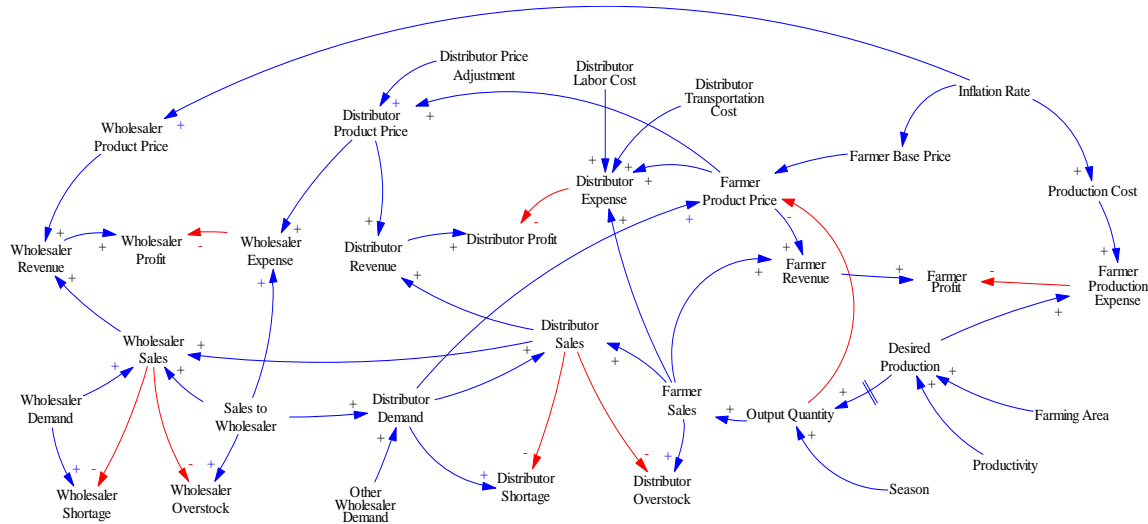 Distributor Price
Adjustment
Distributor
Labor Cost
Distributor
Transportation
Cost
Inflation Rate
Wholesaler
Product Price
Distributor
Product Price
Farmer Base Price
Distributor
Expense
Farmer
Product Price
Production Cost
Wholesaler
Revenue
Wholesaler
Profit
Wholesaler
Expense
Distributor
Revenue
Distributor Profit
Farmer
Revenue
Farmer
Profit
Farmer
Production
Expense
Wholesaler
Sales
Distributor
Sales
Desired
Production
Wholesaler
Demand
Sales to
Wholesaler
Distributor
Demand
Farmer
Sales
Output Quantity
Farming Area
Productivity
Season
Wholesaler
Shortage
Wholesaler
Overstock
Other
Wholesaler
Demand
Distributor
Shortage
Distributor
Overstock